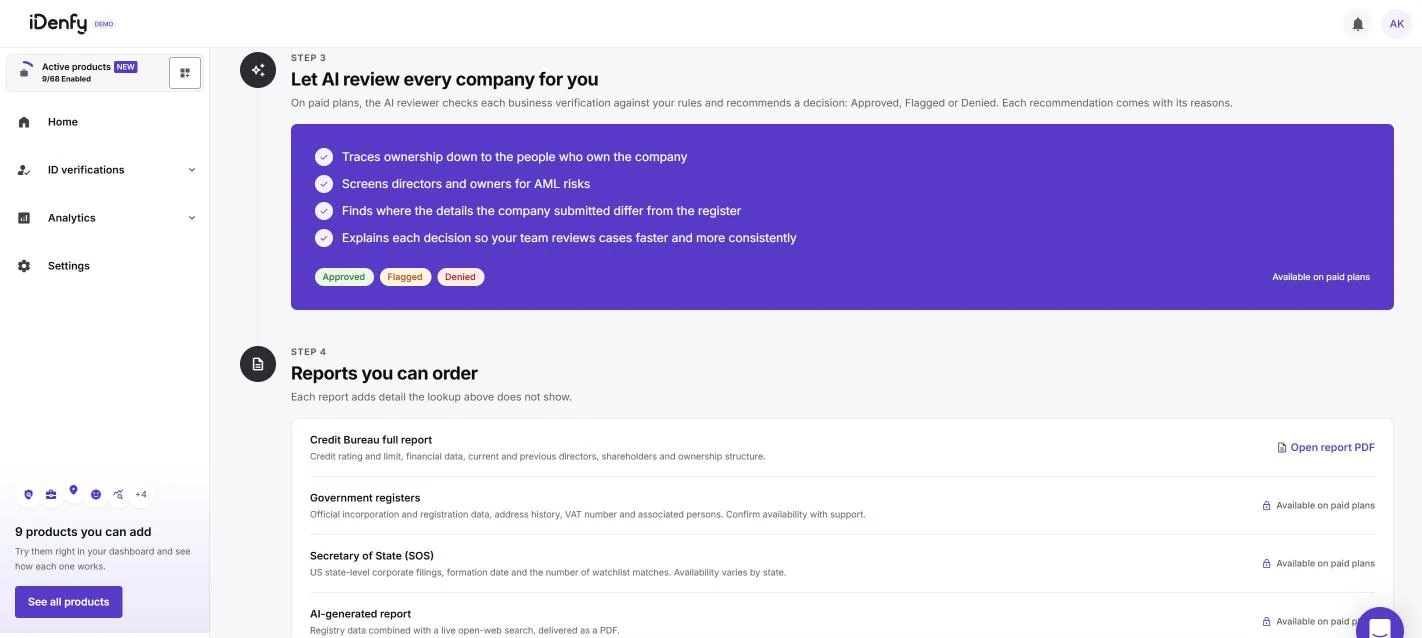 iDenfy DEMO
AK
Active products NEW
9/68 Enabled
Home
ID verifications
Analytics
Settings
9 products you can add
Try them right in your dashboard and see
how each one works.
See all products
+4
STEP 3
Let AI review every company for you
On paid plans, the AI reviewer checks each business verification against your rules and recommends a decision: Approved, Flagged or Denied. Each recommendation comes with its reasons.
Traces ownership down to the people who own the company
Screens directors and owners for AML risks
Finds where the details the company submitted differ from the register
Explains each decision so your team reviews cases faster and more consistently
Approved Flagged Denied
Available on paid plans
STEP 4
Reports you can order
Each report adds detail the lookup above does not show.
Credit Bureau full report
Credit rating and limit, financial data, current and previous directors, shareholders and ownership structure.
Open report PDF
Government registers
Official incorporation and registration data, address history, VAT number and associated persons. Confirm availability with support.
Available on paid plans
Secretary of State (SOS)
US state-level corporate filings, formation date and the number of watchlist matches. Availability varies by state.
Available on paid plans
AI-generated report
Registry data combined with a live open-web search, delivered as a PDF.
Available on paid